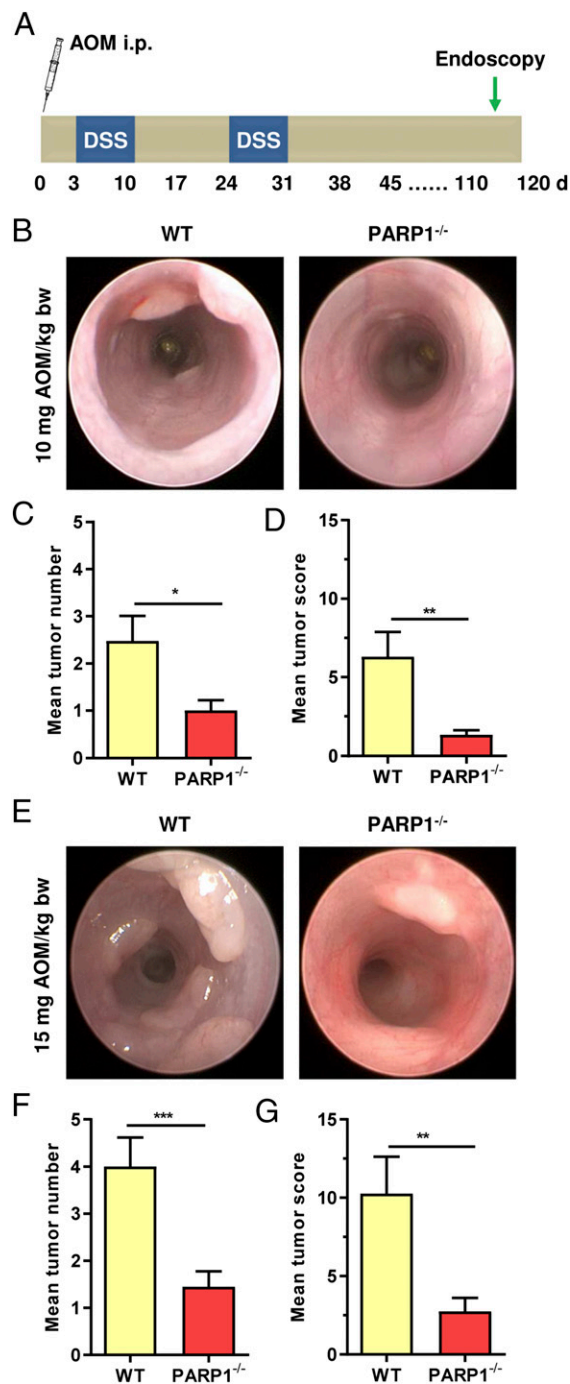 A
AOM i.p.
Endoscopy
DSS DSS
0 3 10 17 24 31 38 45 ...... 110 120 d
B
WT PARP1-/-
10 mg AOM/kg bw
C
5
4
3
2
1
0
Mean tumor number
*
WT PARP1-/-
D
15
10
5
0
Mean tumor score
**
WT PARP1-/-
E
WT PARP1-/-
15 mg AOM/kg bw
F
5
4
3
2
1
0
Mean tumor number
***
WT PARP1-/-
G
15
10
5
0
Mean tumor score
**
WT PARP1-/-